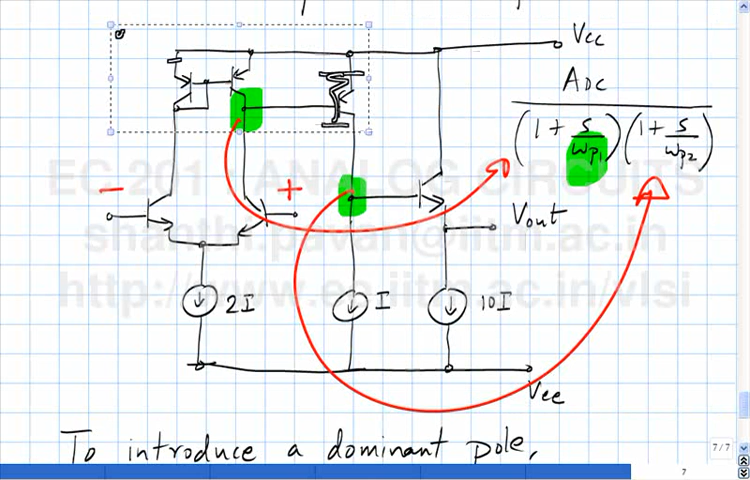 Vcc
ADC
(1 + s/ωp1) (1 + s/ωp2)
EC 201 ANALOG CIRCUITS
- +
Vout
shanthi.pavan@iitm.ac.in
http://www.ee.iitm.ac.in/vlsi
2I I 10I
Vee
To introduce a dominant pole,
7/7
7